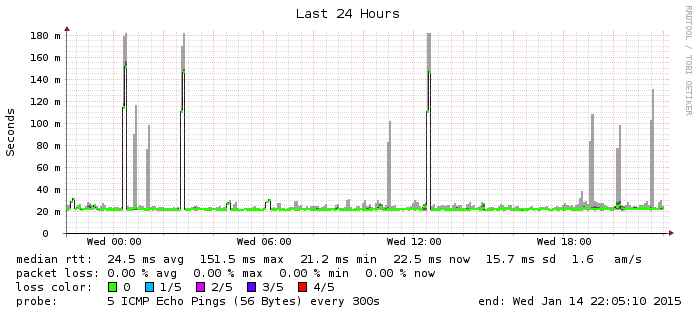 Last 24 Hours
RRDTOOL / TOBI OETIKER
Seconds
180 m
160 m
140 m
120 m
100 m
80 m
60 m
40 m
20 m
0
Wed 00:00 Wed 06:00 Wed 12:00 Wed 18:00
median rtt: 24.5 ms avg 151.5 ms max 21.2 ms min 22.5 ms now 15.7 ms sd 1.6 am/s
packet loss: 0.00 % avg 0.00 % max 0.00 % min 0.00 % now
loss color: 0 1/5 2/5 3/5 4/5
probe: 5 ICMP Echo Pings (56 Bytes) every 300s end: Wed Jan 14 22:05:10 2015